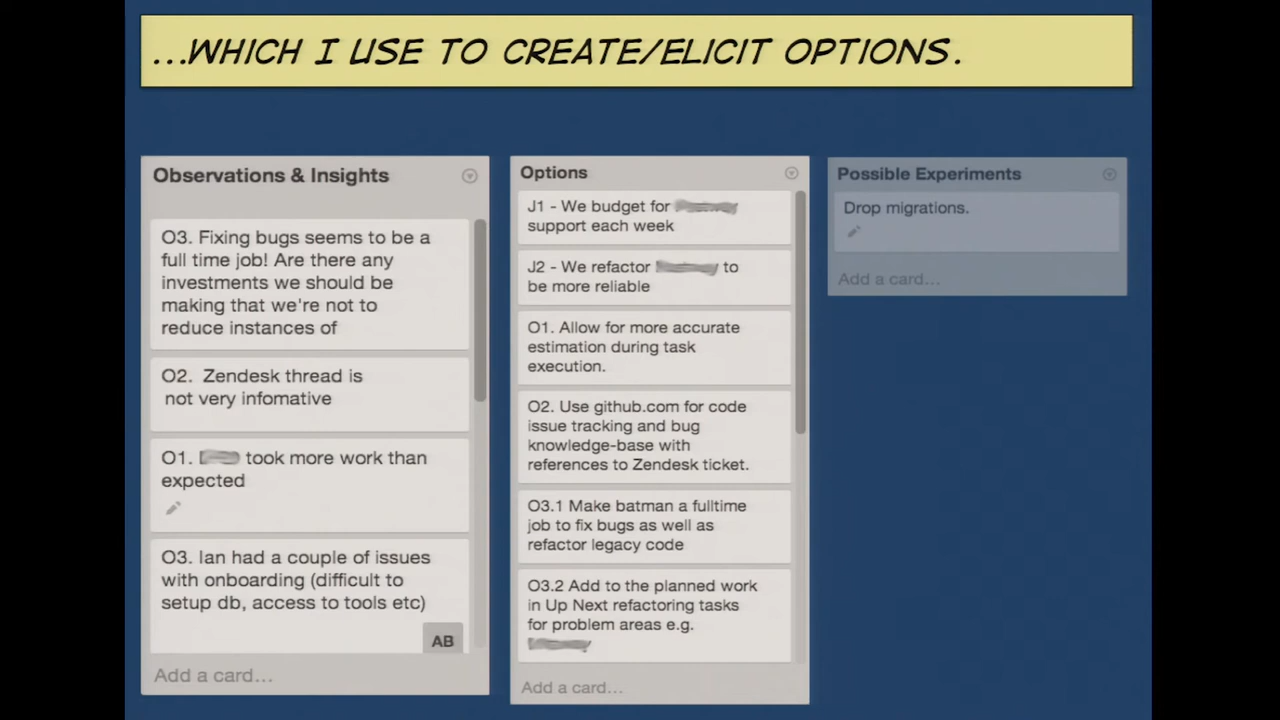 ...WHICH I USE TO CREATE/ELICIT OPTIONS.
Observations & Insights
O3. Fixing bugs seems to be a
full time job! Are there any
investments we should be
making that we're not to
reduce instances of
O2. Zendesk thread is
not very infomative
O1. took more work than
expected
O3. Ian had a couple of issues
with onboarding (difficult to
setup db, access to tools etc)
AB
Add a card...
Options
J1 - We budget for
support each week
J2 - We refactor to
be more reliable
O1. Allow for more accurate
estimation during task
execution.
O2. Use github.com for code
issue tracking and bug
knowledge-base with
references to Zendesk ticket.
O3.1 Make batman a fulltime
job to fix bugs as well as
refactor legacy code
O3.2 Add to the planned work
in Up Next refactoring tasks
for problem areas e.g.
Add a card...
Possible Experiments
Drop migrations.
Add a card...